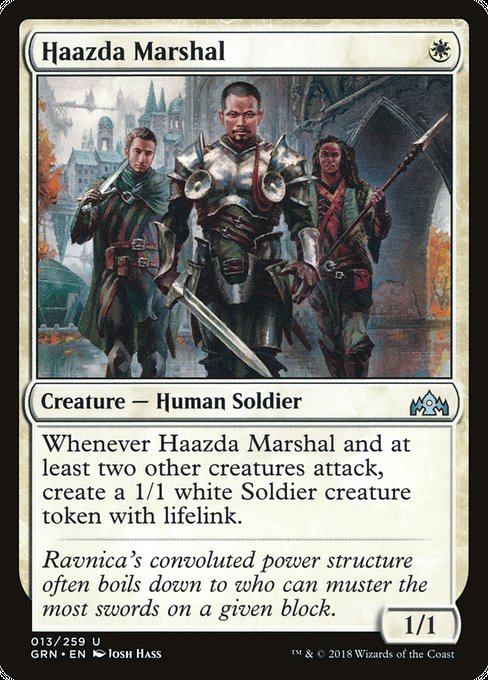 Haazda Marshal
Creature — Human Soldier
Whenever Haazda Marshal and at
least two other creatures attack,
create a 1/1 white Soldier creature
token with lifelink.
Ravnica's convoluted power structure
often boils down to who can muster the
most swords on a given block.
1/1
013/259 U
GRN • EN Josh Hass
™ & © 2018 Wizards of the Coast